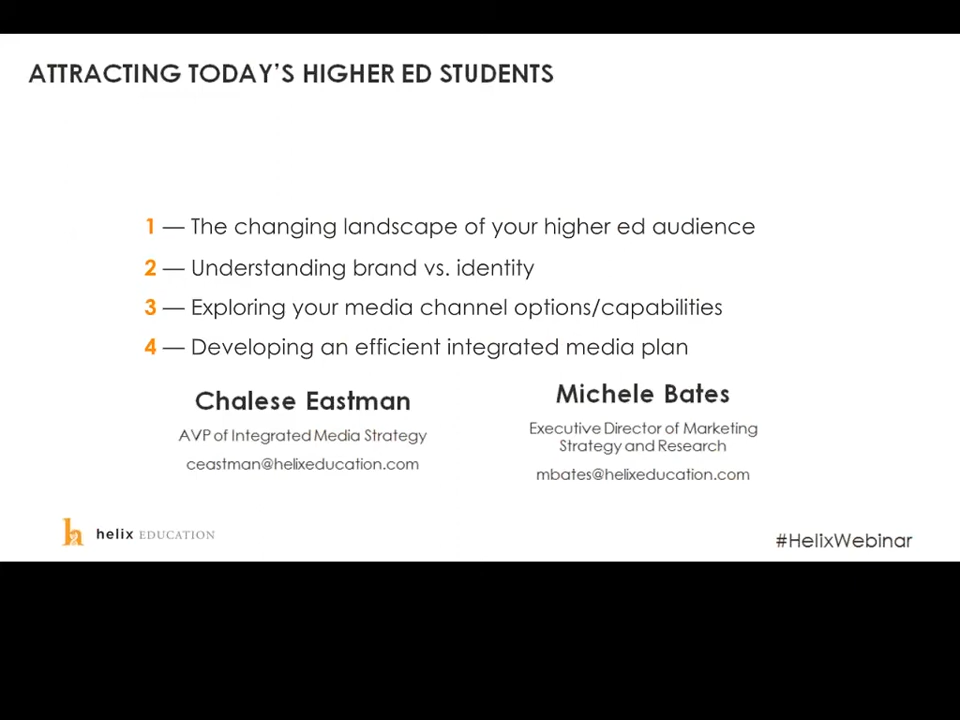 ATTRACTING TODAY'S HIGHER ED STUDENTS
1 — The changing landscape of your higher ed audience
2 — Understanding brand vs. identity
3 — Exploring your media channel options/capabilities
4 — Developing an efficient integrated media plan
Chalese Eastman
AVP of Integrated Media Strategy
ceastman@helixeducation.com
Michele Bates
Executive Director of Marketing
Strategy and Research
mbates@helixeducation.com
helix EDUCATION
#HelixWebinar